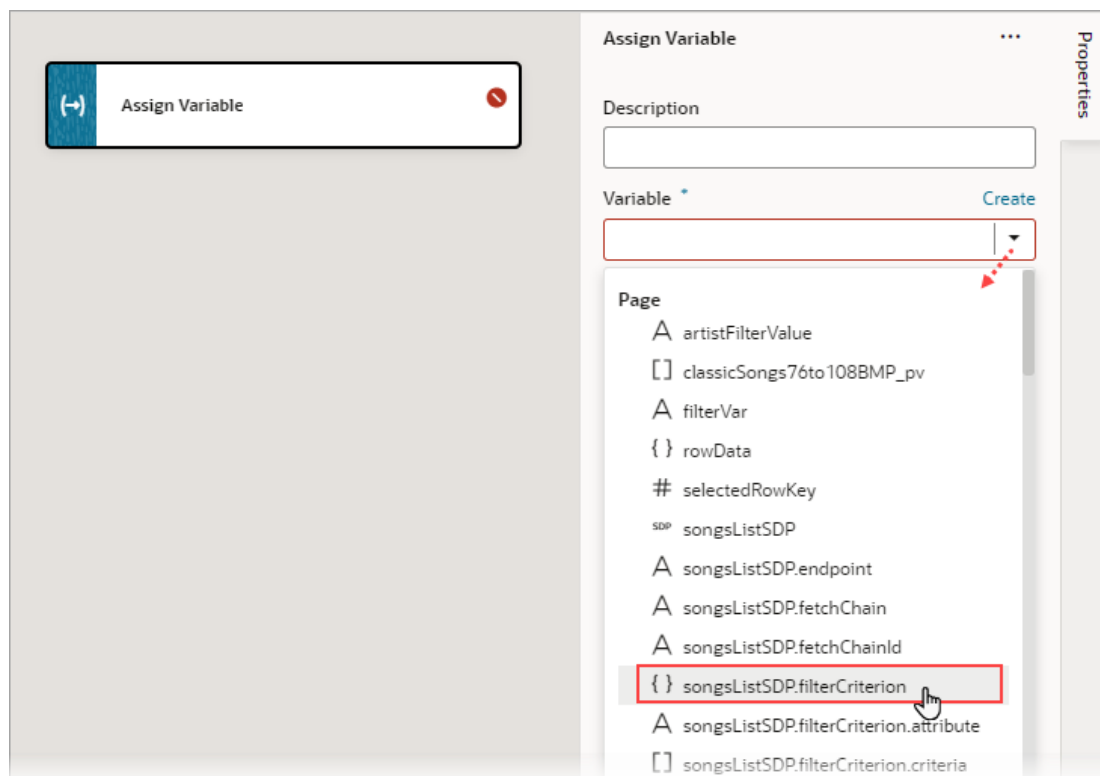 Assign Variable
Assign Variable
...
Properties
Description
Variable *
Create
Page
A artistFilterValue
[ ] classicSongs76to108BMP_pv
A filterVar
{ } rowData
# selectedRowKey
SDP songsListSDP
A songsListSDP.endpoint
A songsListSDP.fetchChain
A songsListSDP.fetchChainId
{ } songsListSDP.filterCriterion
A songsListSDP.filterCriterion.attribute
[ ] songsListSDP.filterCriterion.criteria